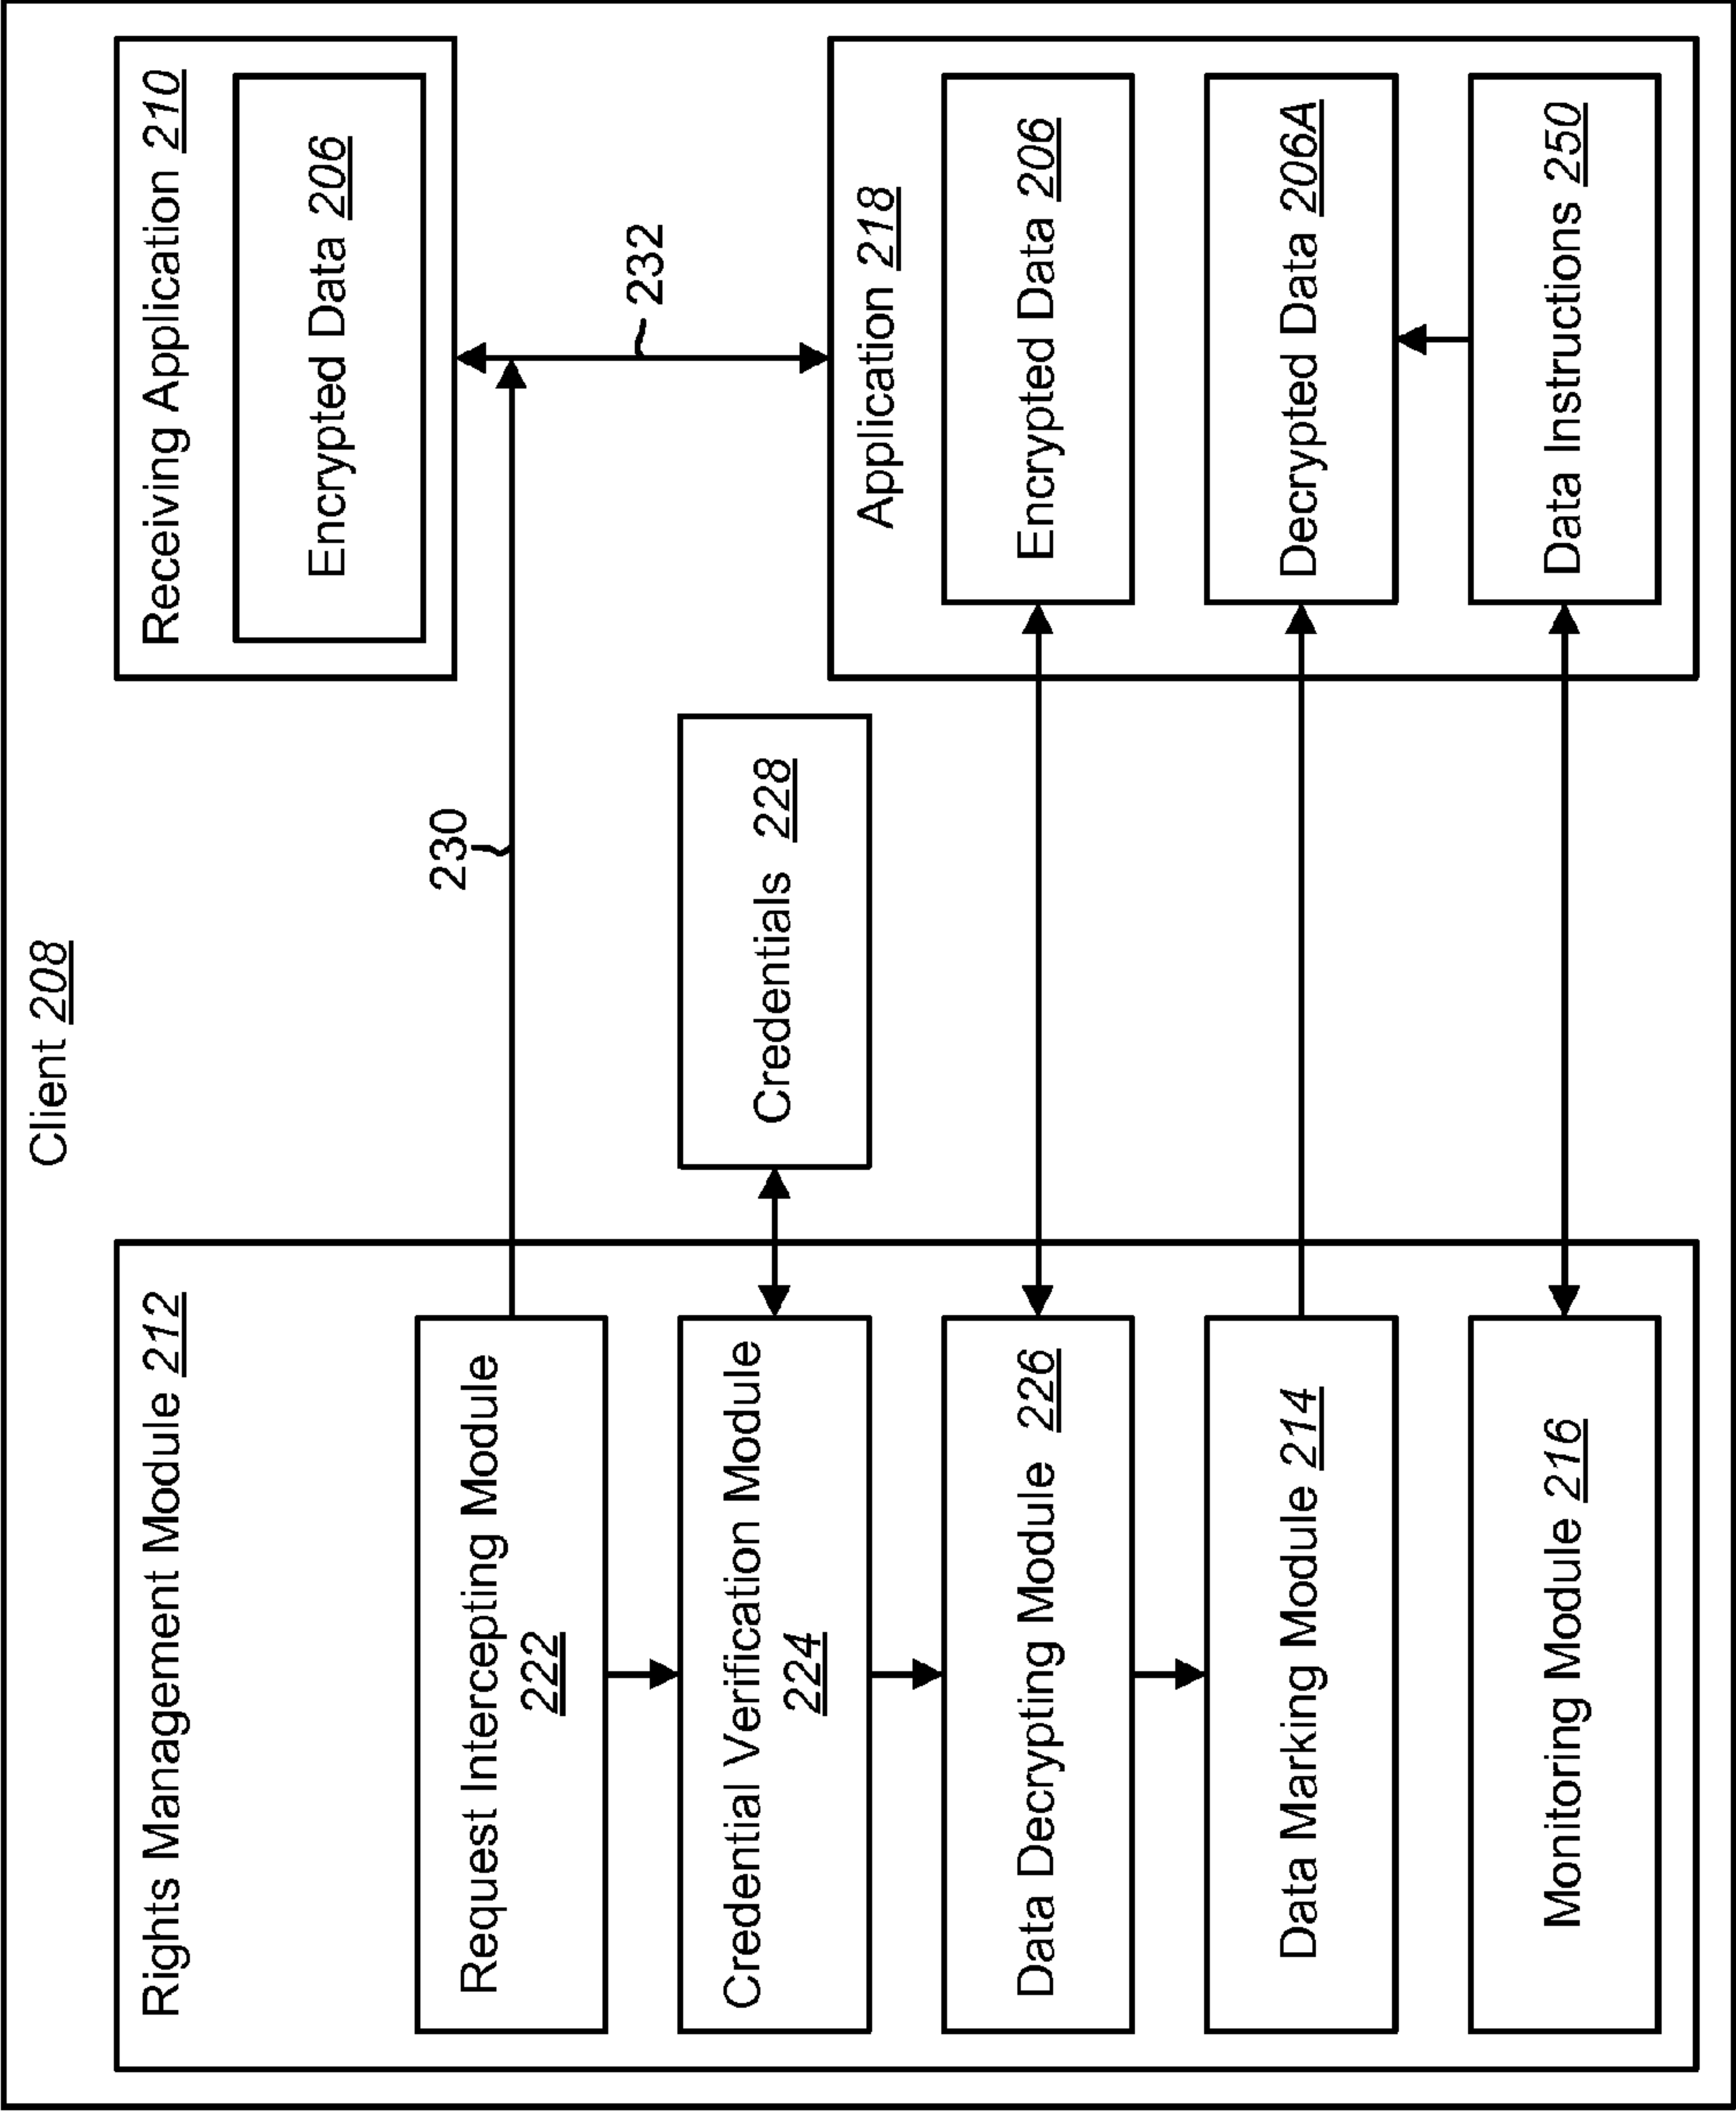 Client 208
Rights Management Module 212
Request Intercepting Module
222
Credential Verification Module
224
Data Decrypting Module 226
Data Marking Module 214
Monitoring Module 216
230
Credentials 228
Receiving Application 210
Encrypted Data 206
232
Application 218
Encrypted Data 206
Decrypted Data 206A
Data Instructions 250